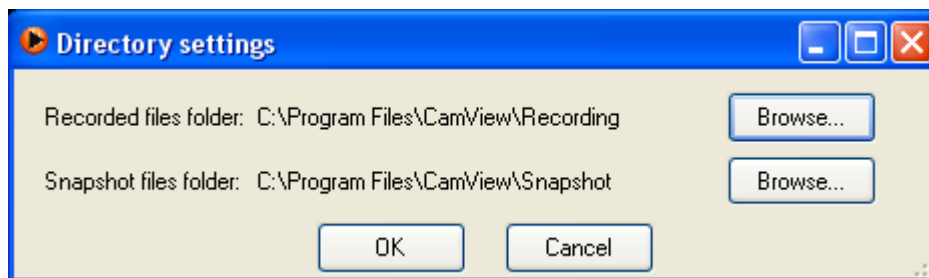 Directory settings
Recorded files folder: C:\Program Files\CamView\Recording Browse...
Snapshot files folder: C:\Program Files\CamView\Snapshot Browse...
OK Cancel